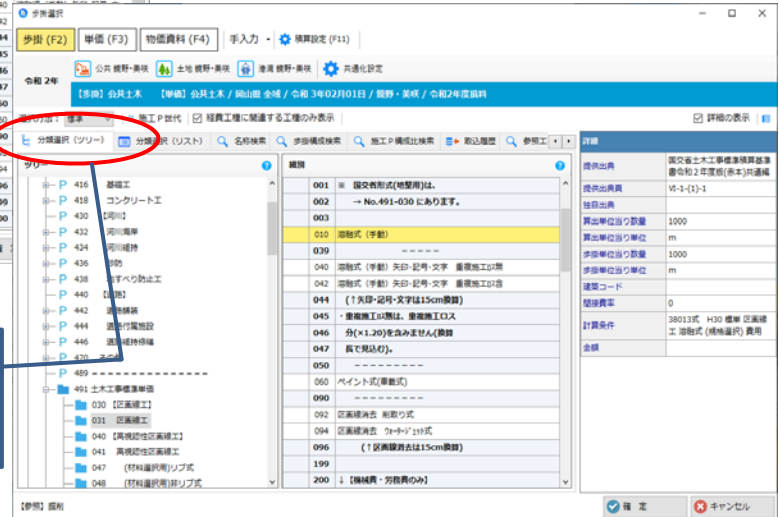 歩掛選択
歩掛 (F2) 単価 (F3) 物価資料 (F4) 手入力 積算設定 (F11)
令和 2年 公共 鏡野・美咲 土地 鏡野・美咲 港湾 鏡野・美咲 共通化設定
【歩掛】公共土木 【単価】公共土木 / 岡山県 全域 / 令和 3年02月01日 / 鏡野・美咲 / 令和2年度損料
選択方法: 標準 施工P世代 経費工種に関連する工種のみ表示 詳細の表示
分類選択 (ツリー) 分類選択 (リスト) 名称検索 歩掛構成検索 施工P構成比検索 取込履歴 参照工
ツリー
P 416 基礎工
P 418 コンクリート工
P 430 【河川】
P 432 河川海岸
P 424 河川維持
P 436 砂防
P 438 地すべり防止工
P 440 【道路】
P 442 道路舗装
P 444 道路付属施設
P 446 道路維持修繕
P 470 その他
P 489 ----------------
491 土木工事標準単価
030 【区画線工】
031 区画線工
040 【高視認性区画線工】
041 高視認性区画線工
047 (材料選択用)リブ式
048 (材料選択用)非リブ式
種別
001 ※ 国交省形式(地整用)は、
002 → No.491-030 にあります。
003
010 溶融式 (手動)
039 -----
040 溶融式 (手動) 矢印・記号・文字 重複施工ロス無
042 溶融式 (手動) 矢印・記号・文字 重複施工ロス含
044 (↑矢印・記号・文字は15cm換算)
045 ・重複施工ロス無は、重複施工ロス
046 分(×1.20)を含みません(換算
047 長で見込む)。
050 ---------
060 ペイント式(車載式)
090 ---------
092 区画線消去 削取り式
094 区画線消去 ウォータージェット式
096 (↑区画線消去は15cm換算)
199
200 ↓【機械費・労務費のみ】
詳細
提供出典 国交省土木工事標準積算基準書令和2年度版(赤本)共通編
提供出典頁 Ⅵ-1-(1)-1
独自出典
算出単位当り数量 1000
算出単位当り単位 m
歩掛単位当り数量 1000
歩掛単位当り単位 m
建築コード
間接費率 0
計算条件 38013式 H30 標単 区画線工 溶融式 (規格選択) 費用
金額
【参照】掘削
確 定 キャンセル